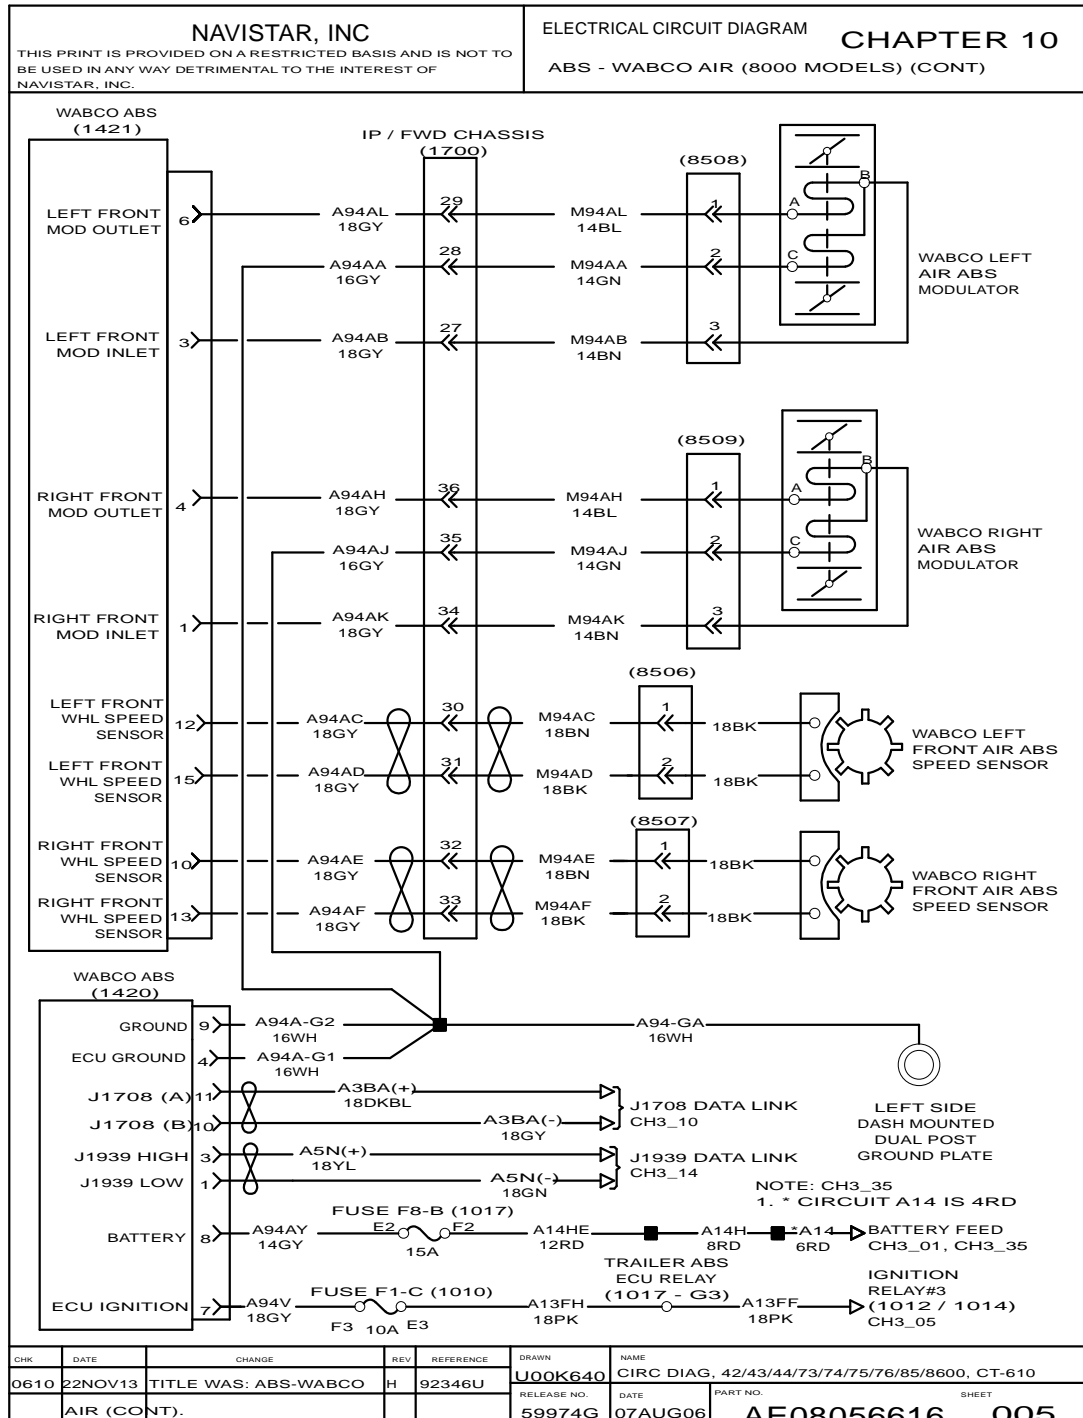 NAVISTAR, INC
THIS PRINT IS PROVIDED ON A RESTRICTED BASIS AND IS NOT TO
BE USED IN ANY WAY DETRIMENTAL TO THE INTEREST OF
NAVISTAR, INC.
ELECTRICAL CIRCUIT DIAGRAM
CHAPTER 10
ABS - WABCO AIR (8000 MODELS) (CONT)
WABCO ABS
(1421)
IP / FWD CHASSIS
(1700)
(8508)
LEFT FRONT
MOD OUTLET
6
A94AL
18GY
29
M94AL
14BL
1
A
B
A94AA
16GY
28
M94AA
14GN
2
C
WABCO LEFT
AIR ABS
MODULATOR
LEFT FRONT
MOD INLET
3
A94AB
18GY
27
M94AB
14BN
3
(8509)
RIGHT FRONT
MOD OUTLET
4
A94AH
18GY
36
M94AH
14BL
1
A
B
A94AJ
16GY
35
M94AJ
14GN
2
C
WABCO RIGHT
AIR ABS
MODULATOR
RIGHT FRONT
MOD INLET
1
A94AK
18GY
34
M94AK
14BN
3
(8506)
LEFT FRONT
WHL SPEED
SENSOR
12
A94AC
18GY
30
M94AC
18BN
1
18BK
WABCO LEFT
FRONT AIR ABS
SPEED SENSOR
LEFT FRONT
WHL SPEED
SENSOR
15
A94AD
18GY
31
M94AD
18BK
2
18BK
(8507)
RIGHT FRONT
WHL SPEED
SENSOR
10
A94AE
18GY
32
M94AE
18BN
1
18BK
WABCO RIGHT
FRONT AIR ABS
SPEED SENSOR
RIGHT FRONT
WHL SPEED
SENSOR
13
A94AF
18GY
33
M94AF
18BK
2
18BK
WABCO ABS
(1420)
GROUND
9
A94A-G2
16WH
A94-GA
16WH
ECU GROUND
4
A94A-G1
16WH
J1708 (A)
11
A3BA(+)
18DKBL
J1708 DATA LINK
CH3_10
J1708 (B)
10
A3BA(-)
18GY
LEFT SIDE
DASH MOUNTED
DUAL POST
GROUND PLATE
J1939 HIGH
3
A5N(+)
18YL
J1939 DATA LINK
CH3_14
J1939 LOW
1
A5N(-)
18GN
NOTE: CH3_35
1. * CIRCUIT A14 IS 4RD
BATTERY
8
A94AY
14GY
FUSE F8-B (1017)
E2
F2
15A
A14HE
12RD
A14H
8RD
*A14
6RD
BATTERY FEED
CH3_01, CH3_35
ECU IGNITION
7
A94V
18GY
FUSE F1-C (1010)
F3
10A
E3
A13FH
18PK
TRAILER ABS
ECU RELAY
(1017 - G3)
A13FF
18PK
IGNITION
RELAY#3
(1012 / 1014)
CH3_05
CHK
DATE
CHANGE
REV
REFERENCE
DRAWN
NAME
0610
22NOV13
TITLE WAS: ABS-WABCO
H
92346U
U00K640
CIRC DIAG, 42/43/44/73/74/75/76/85/8600, CT-610
AIR (CONT).
RELEASE NO.
DATE
PART NO.
SHEET
59974G
07AUG06
AE08056616
005